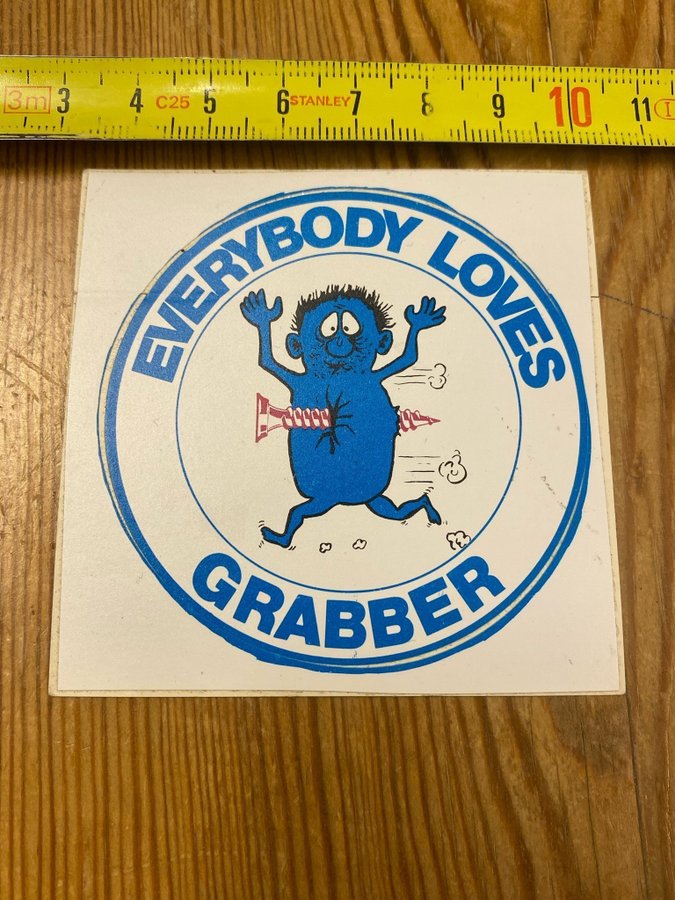 3m 3 4 C25 5 6 STANLEY 7 8 9 10 11 I
EVERYBODY LOVES
GRABBER